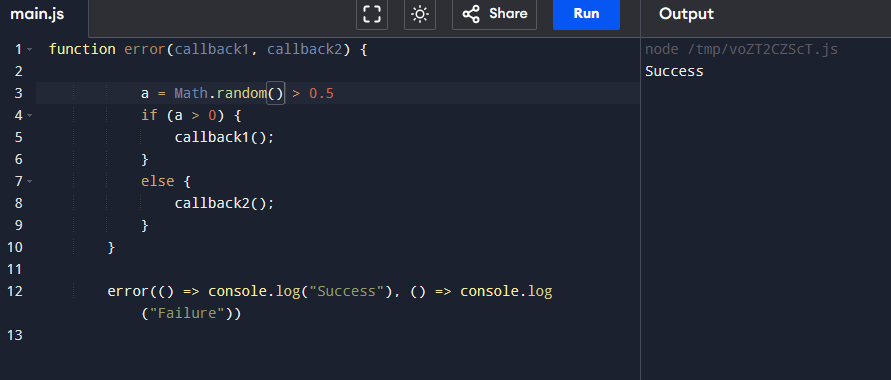 main.js Share Run Output
1 function error(callback1, callback2) {
2
3 a = Math.random() > 0.5
4 if (a > 0) {
5 callback1();
6 }
7 else {
8 callback2();
9 }
10 }
11
12 error(() => console.log("Success"), () => console.log
("Failure"))
13
node /tmp/voZT2CZScT.js
Success